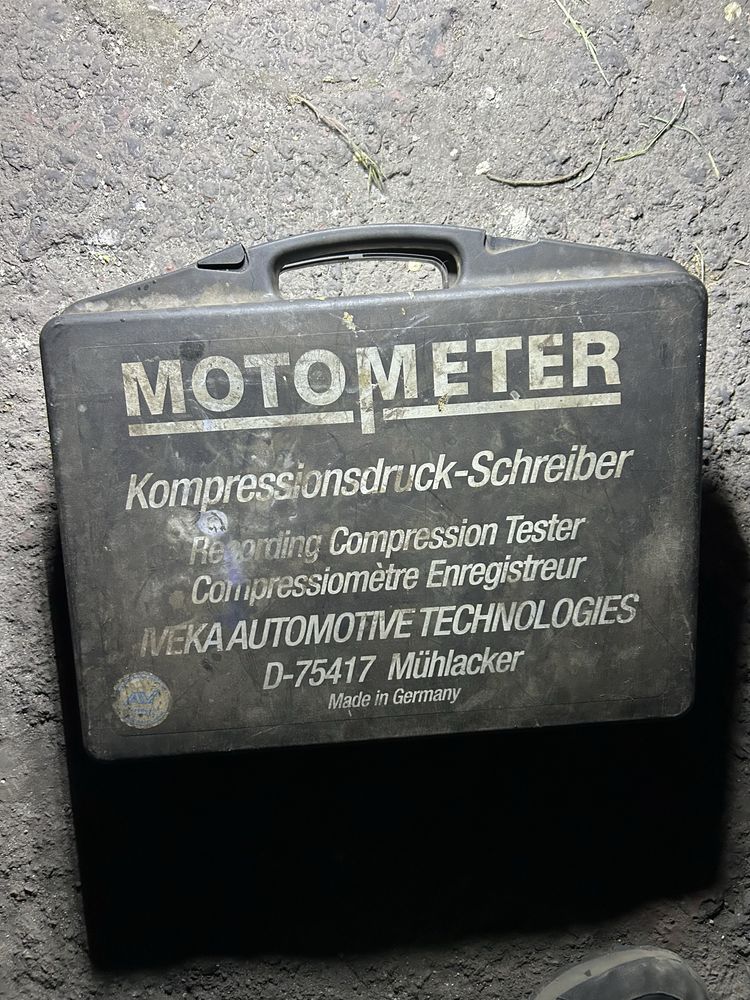 MOTOMETER
Kompressionsdruck-Schreiber
Recording Compression Tester
Compressiomètre Enregistreur
IVEKA AUTOMOTIVE TECHNOLOGIES
D-75417 Mühlacker
Made in Germany